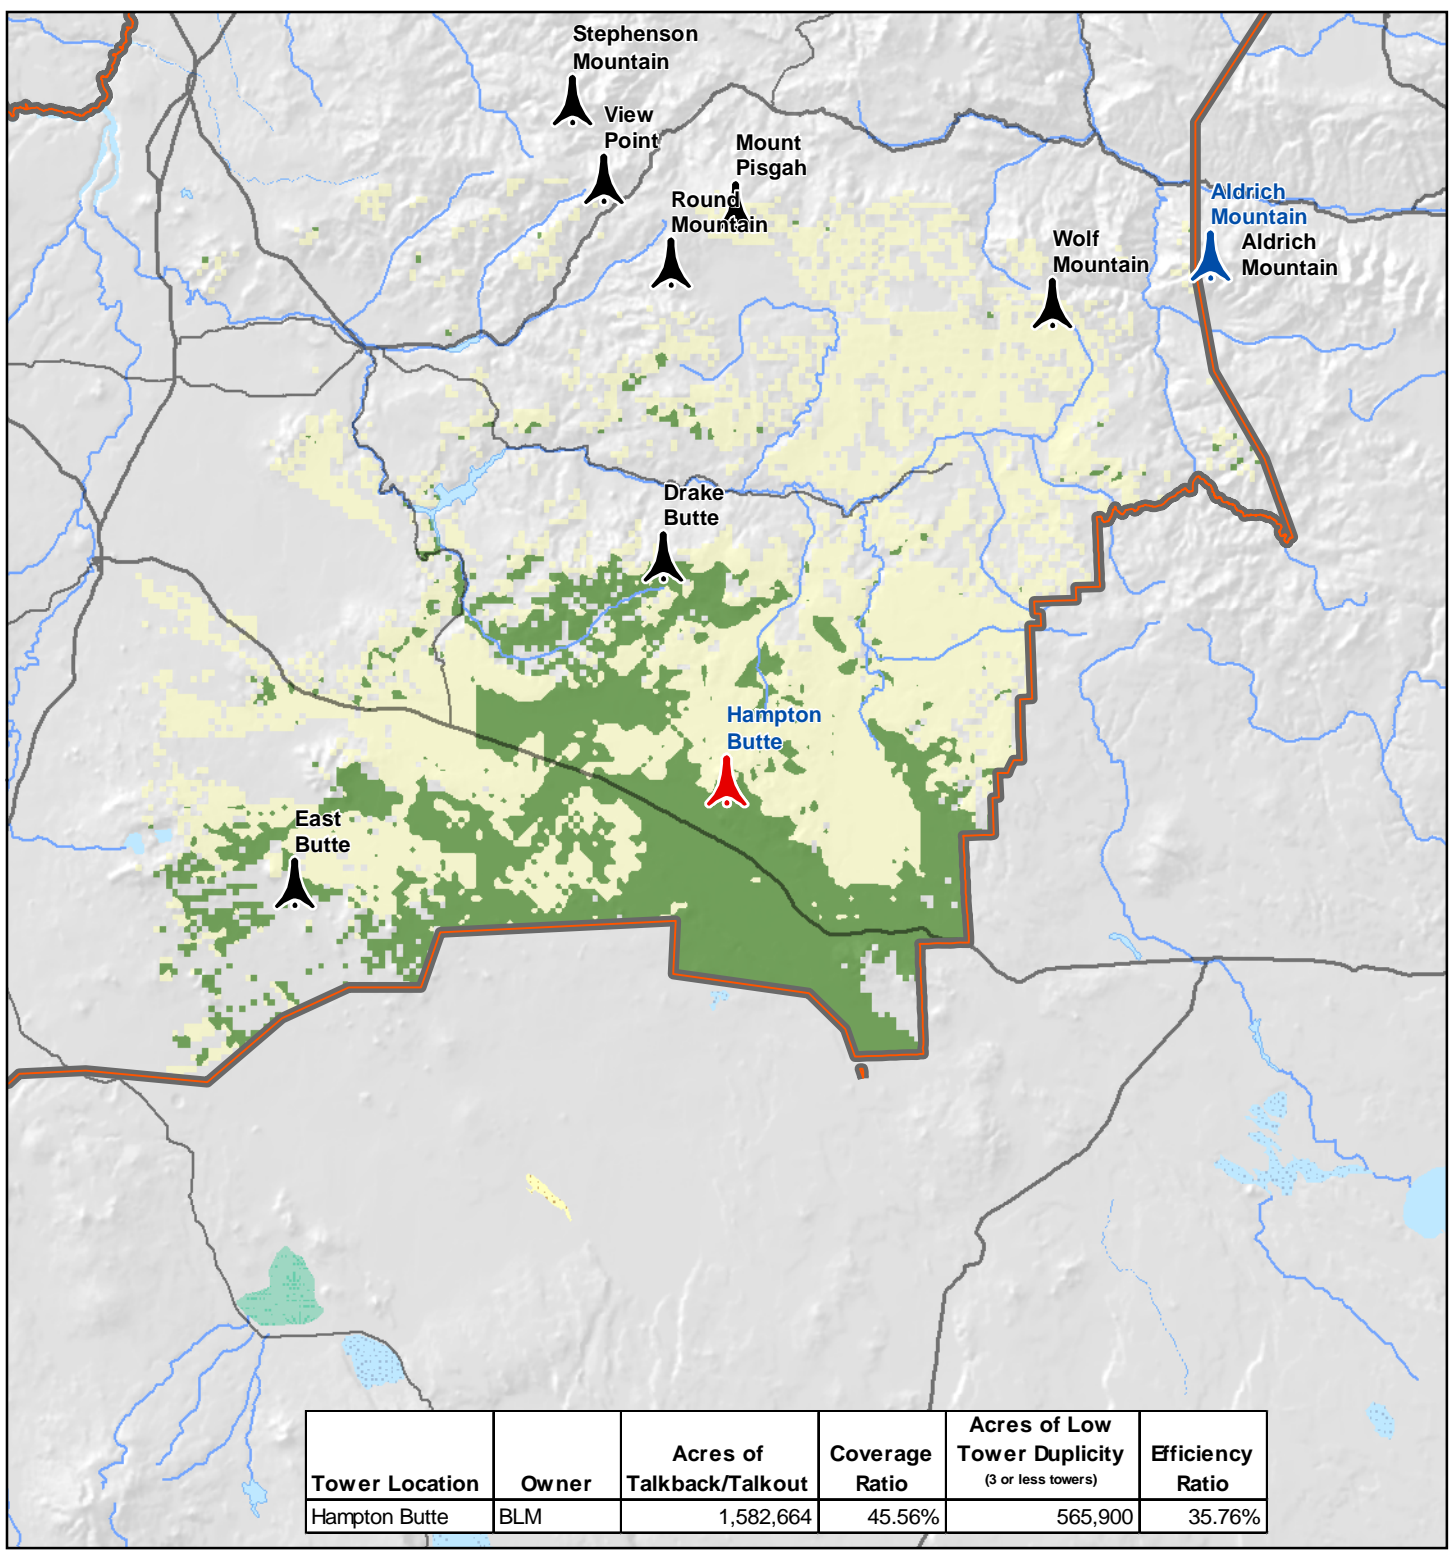 Stephenson
Mountain
View
Point
Mount
Pisgah
Round
Mountain
Aldrich
Mountain
Aldrich
Mountain
Wolf
Mountain
Drake
Butte
Hampton
Butte
East
Butte
Tower Location
Owner
Acres of
Talkback/Talkout
Coverage
Ratio
Acres of Low
Tower Duplicity
(3 or less towers)
Efficiency
Ratio
Hampton Butte
BLM
1,582,664
45.56%
565,900
35.76%